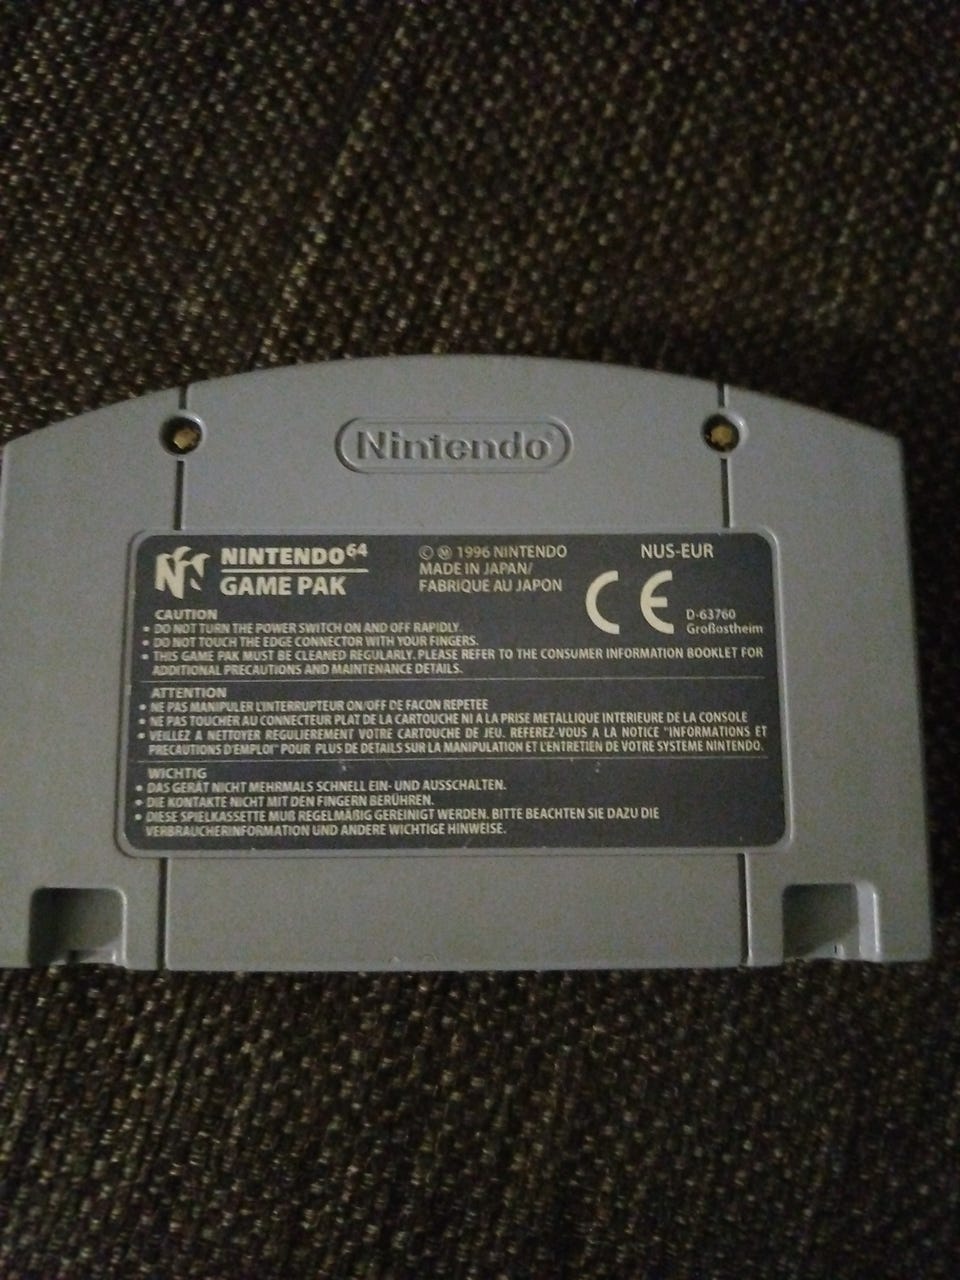 Nintendo®
NINTENDO64
GAME PAK
© Ⓜ 1996 NINTENDO
MADE IN JAPAN/
FABRIQUE AU JAPON
NUS-EUR
CE
D-63760
Großostheim
CAUTION
• DO NOT TURN THE POWER SWITCH ON AND OFF RAPIDLY.
• DO NOT TOUCH THE EDGE CONNECTOR WITH YOUR FINGERS.
• THIS GAME PAK MUST BE CLEANED REGULARLY. PLEASE REFER TO THE CONSUMER INFORMATION BOOKLET FOR
ADDITIONAL PRECAUTIONS AND MAINTENANCE DETAILS.
ATTENTION
• NE PAS MANIPULER L'INTERRUPTEUR ON/OFF DE FACON REPETEE
• NE PAS TOUCHER AU CONNECTEUR PLAT DE LA CARTOUCHE NI A LA PRISE METALLIQUE INTERIEURE DE LA CONSOLE
• VEILLEZ A NETTOYER REGULIEREMENT VOTRE CARTOUCHE DE JEU. REFEREZ-VOUS A LA NOTICE "INFORMATIONS ET
PRECAUTIONS D'EMPLOI" POUR PLUS DE DETAILS SUR LA MANIPULATION ET L'ENTRETIEN DE VOTRE SYSTEME NINTENDO.
WICHTIG
• DAS GERÄT NICHT MEHRMALS SCHNELL EIN- UND AUSSCHALTEN.
• DIE KONTAKTE NICHT MIT DEN FINGERN BERÜHREN.
• DIESE SPIELKASSETTE MUß REGELMÄßIG GEREINIGT WERDEN. BITTE BEACHTEN SIE DAZU DIE
VERBRAUCHERINFORMATION UND ANDERE WICHTIGE HINWEISE.